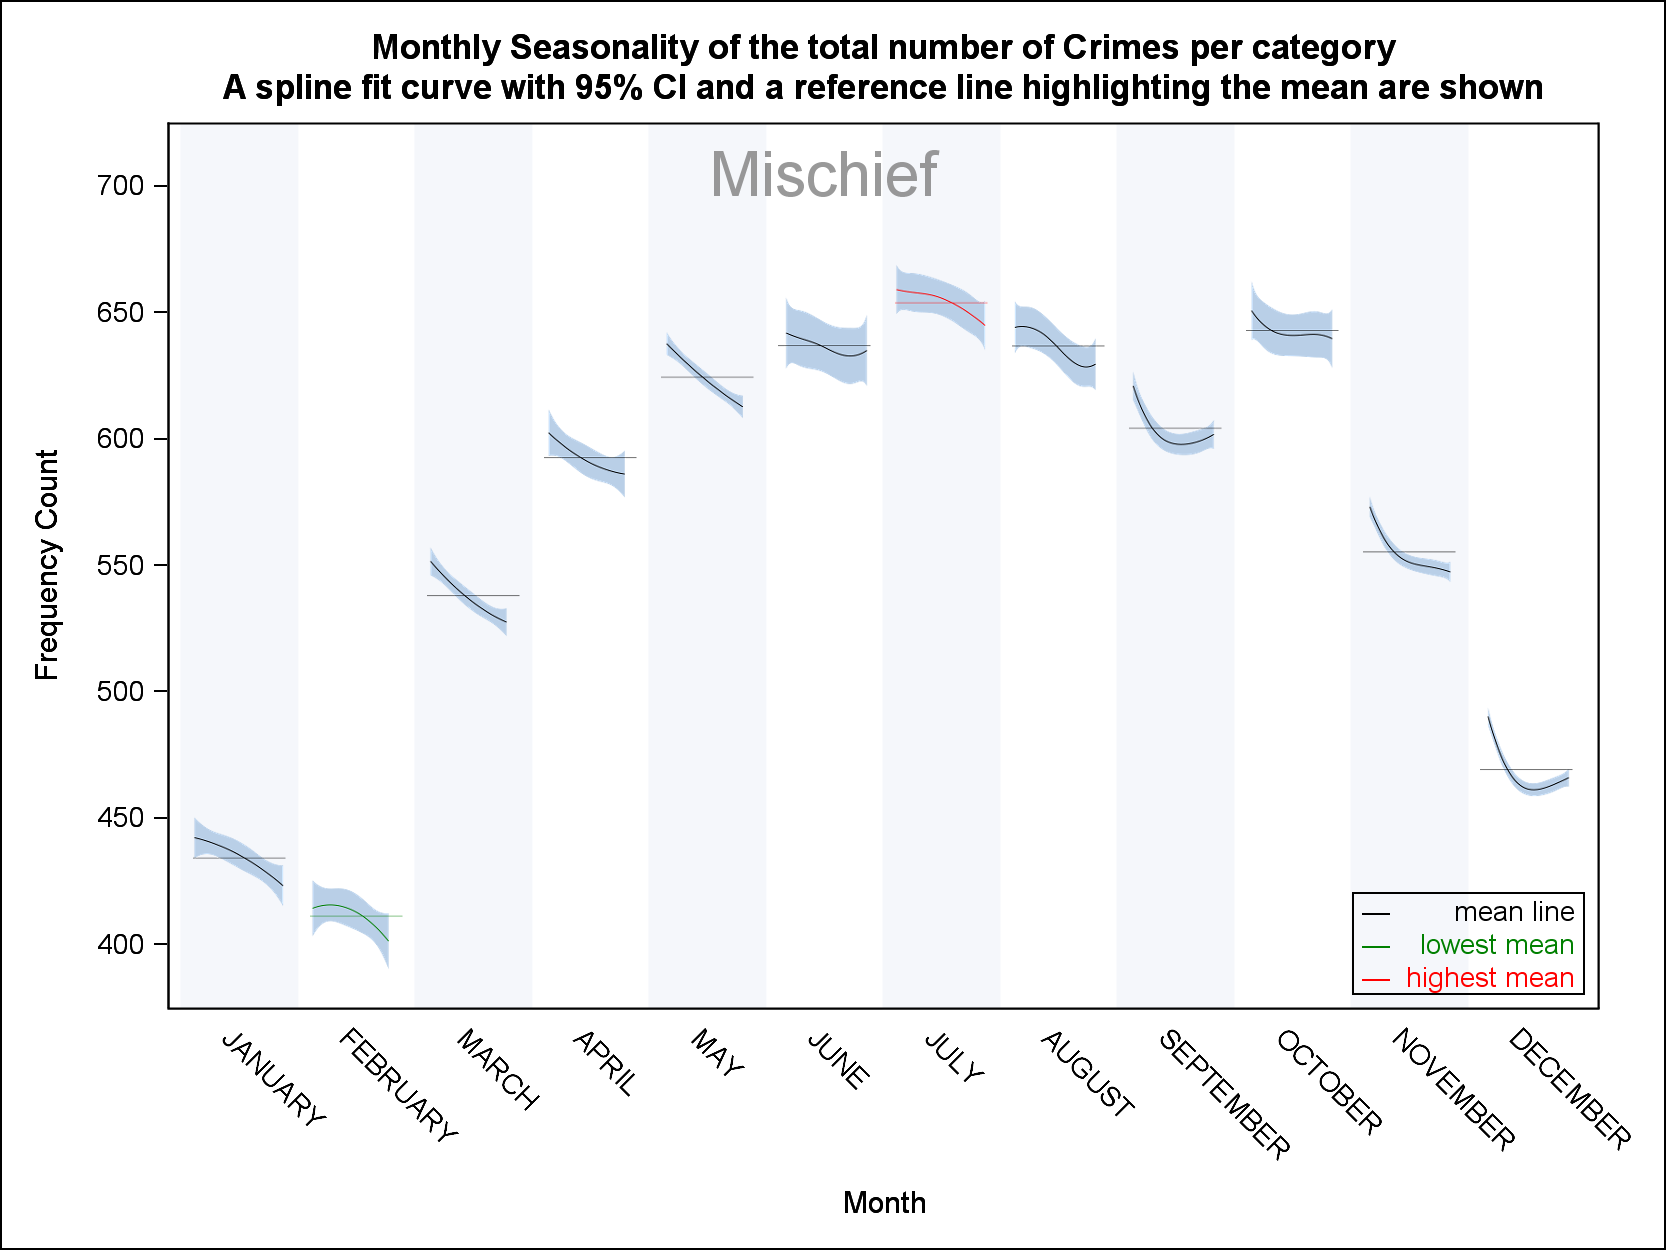 Monthly Seasonality of the total number of Crimes per category
A spline fit curve with 95% CI and a reference line highlighting the mean are shown
Mischief
700
650
600
550
500
450
400
Frequency Count
mean line
lowest mean
highest mean
JANUARY
FEBRUARY
MARCH
APRIL
MAY
JUNE
JULY
AUGUST
SEPTEMBER
OCTOBER
NOVEMBER
DECEMBER
Month